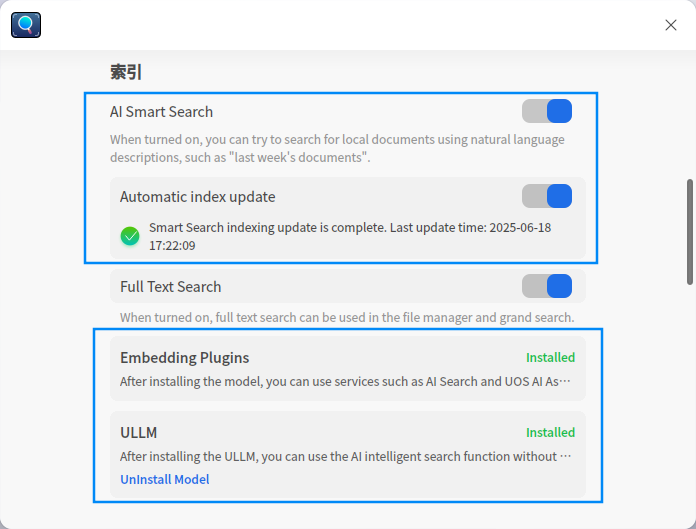 索引
AI Smart Search
When turned on, you can try to search for local documents using natural language
descriptions, such as "last week's documents".
Automatic index update
Smart Search indexing update is complete. Last update time: 2025-06-18
17:22:09
Full Text Search
When turned on, full text search can be used in the file manager and grand search.
Embedding Plugins Installed
After installing the model, you can use services such as AI Search and UOS AI As···
ULLM Installed
After installing the ULLM, you can use the AI intelligent search function without ···
UnInstall Model